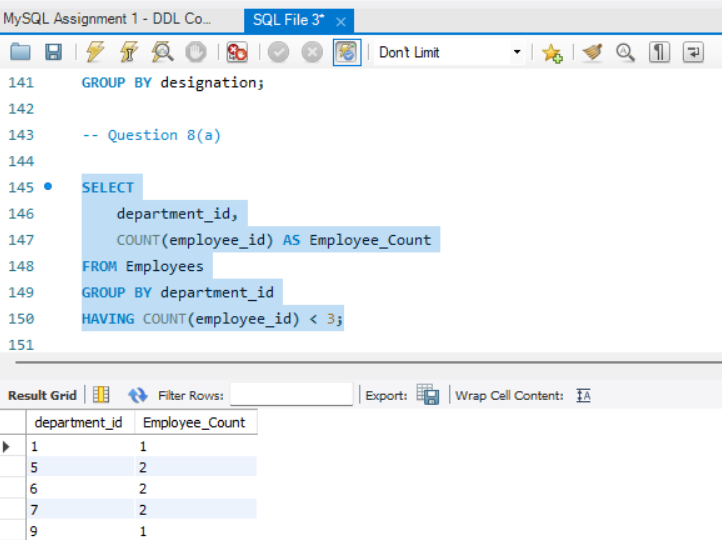 MySQL Assignment 1 - DDL Co...
SQL File 3*
Don't Limit
141 GROUP BY designation;
142
143 -- Question 8(a)
144
145 SELECT
146 department_id,
147 COUNT(employee_id) AS Employee_Count
148 FROM Employees
149 GROUP BY department_id
150 HAVING COUNT(employee_id) < 3;
151
Result Grid Filter Rows: Export: Wrap Cell Content:
department_id Employee_Count
1 1
5 2
6 2
7 2
9 1